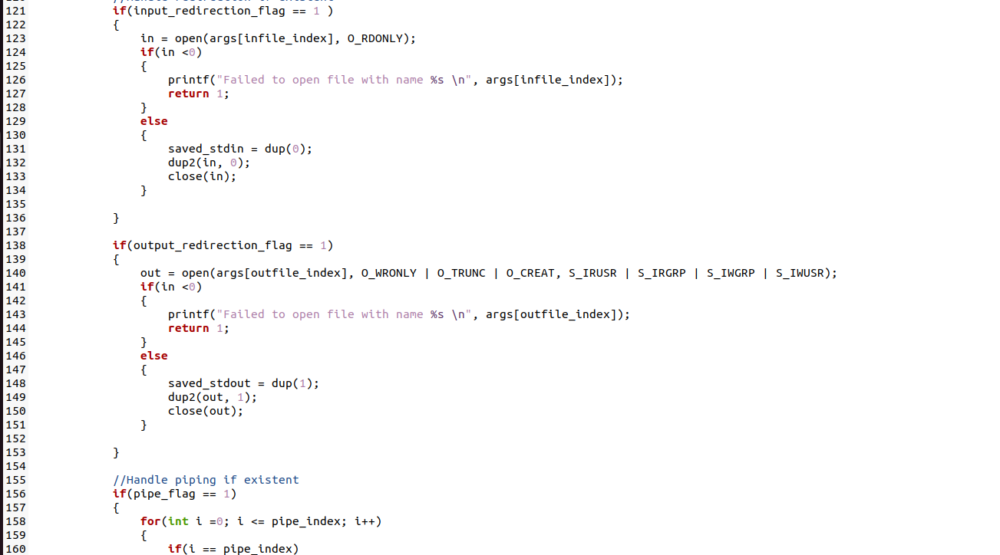 121             if(input_redirection_flag == 1 )
122             {
123                 in = open(args[infile_index], O_RDONLY);
124                 if(in <0)
125                 {
126                     printf("Failed to open file with name %s \n", args[infile_index]);
127                     return 1;
128                 }
129                 else
130                 {
131                     saved_stdin = dup(0);
132                     dup2(in, 0);
133                     close(in);
134                 }
135
136             }
137
138             if(output_redirection_flag == 1)
139             {
140                 out = open(args[outfile_index], O_WRONLY | O_TRUNC | O_CREAT, S_IRUSR | S_IRGRP | S_IWGRP | S_IWUSR);
141                 if(in <0)
142                 {
143                     printf("Failed to open file with name %s \n", args[outfile_index]);
144                     return 1;
145                 }
146                 else
147                 {
148                     saved_stdout = dup(1);
149                     dup2(out, 1);
150                     close(out);
151                 }
152
153             }
154
155             //Handle piping if existent
156             if(pipe_flag == 1)
157             {
158                 for(int i =0; i <= pipe_index; i++)
159                 {
160                     if(i == pipe_index)